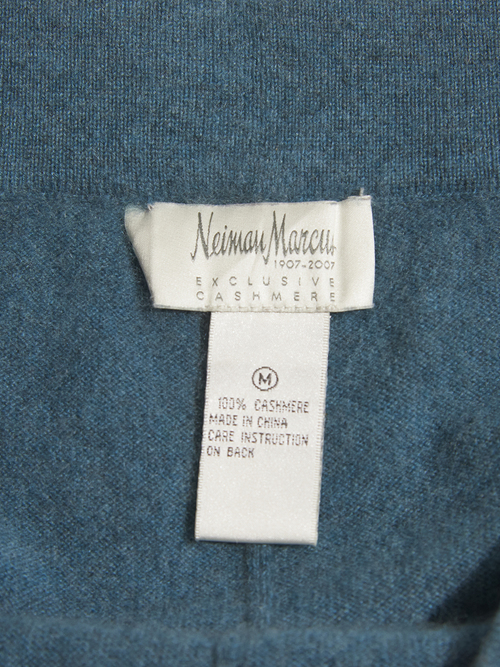 Neiman Marcus
1907-2007
EXCLUSIVE
CASHMERE
M
100% CASHMERE
MADE IN CHINA
CARE INSTRUCTION
ON BACK